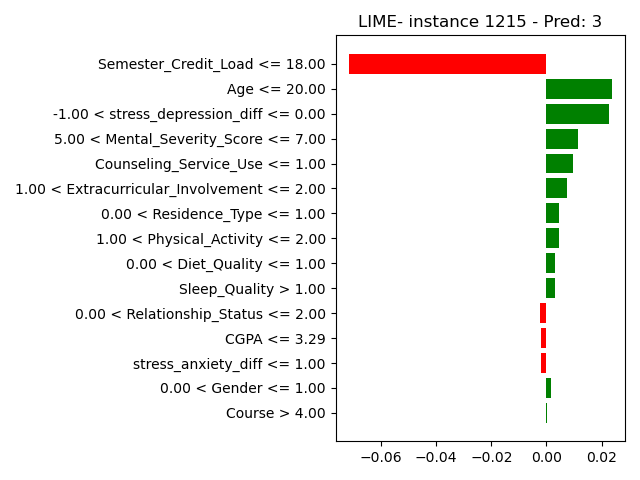 LIME- instance 1215 - Pred: 3
Semester_Credit_Load <= 18.00
Age <= 20.00
-1.00 < stress_depression_diff <= 0.00
5.00 < Mental_Severity_Score <= 7.00
Counseling_Service_Use <= 1.00
1.00 < Extracurricular_Involvement <= 2.00
0.00 < Residence_Type <= 1.00
1.00 < Physical_Activity <= 2.00
0.00 < Diet_Quality <= 1.00
Sleep_Quality > 1.00
0.00 < Relationship_Status <= 2.00
CGPA <= 3.29
stress_anxiety_diff <= 1.00
0.00 < Gender <= 1.00
Course > 4.00
−0.06 −0.04 −0.02 0.00 0.02